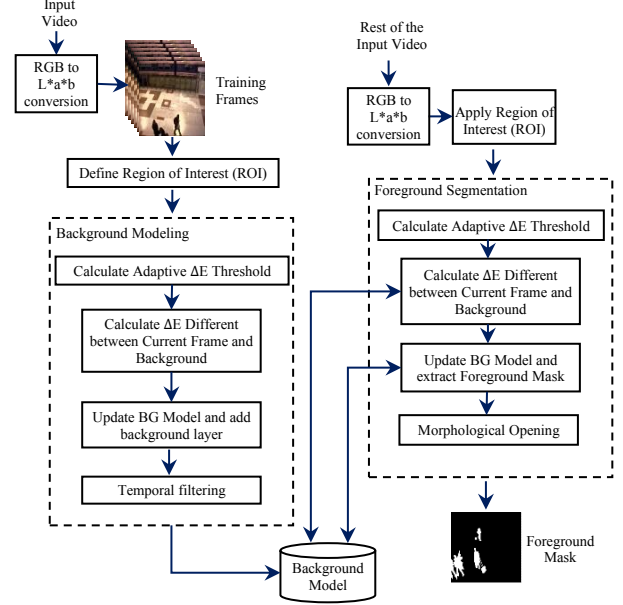 Input
Video
RGB to
L*a*b
conversion
Training
Frames
Define Region of Interest (ROI)
Background Modeling
Calculate Adaptive ΔE Threshold
Calculate ΔE Different
between Current Frame and
Background
Update BG Model and add
background layer
Temporal filtering
Background
Model
Rest of the
Input Video
RGB to
L*a*b
conversion
Apply Region of
Interest (ROI)
Foreground Segmentation
Calculate Adaptive ΔE Threshold
Calculate ΔE Different
between Current Frame and
Background
Update BG Model and
extract Foreground Mask
Morphological Opening
Foreground
Mask